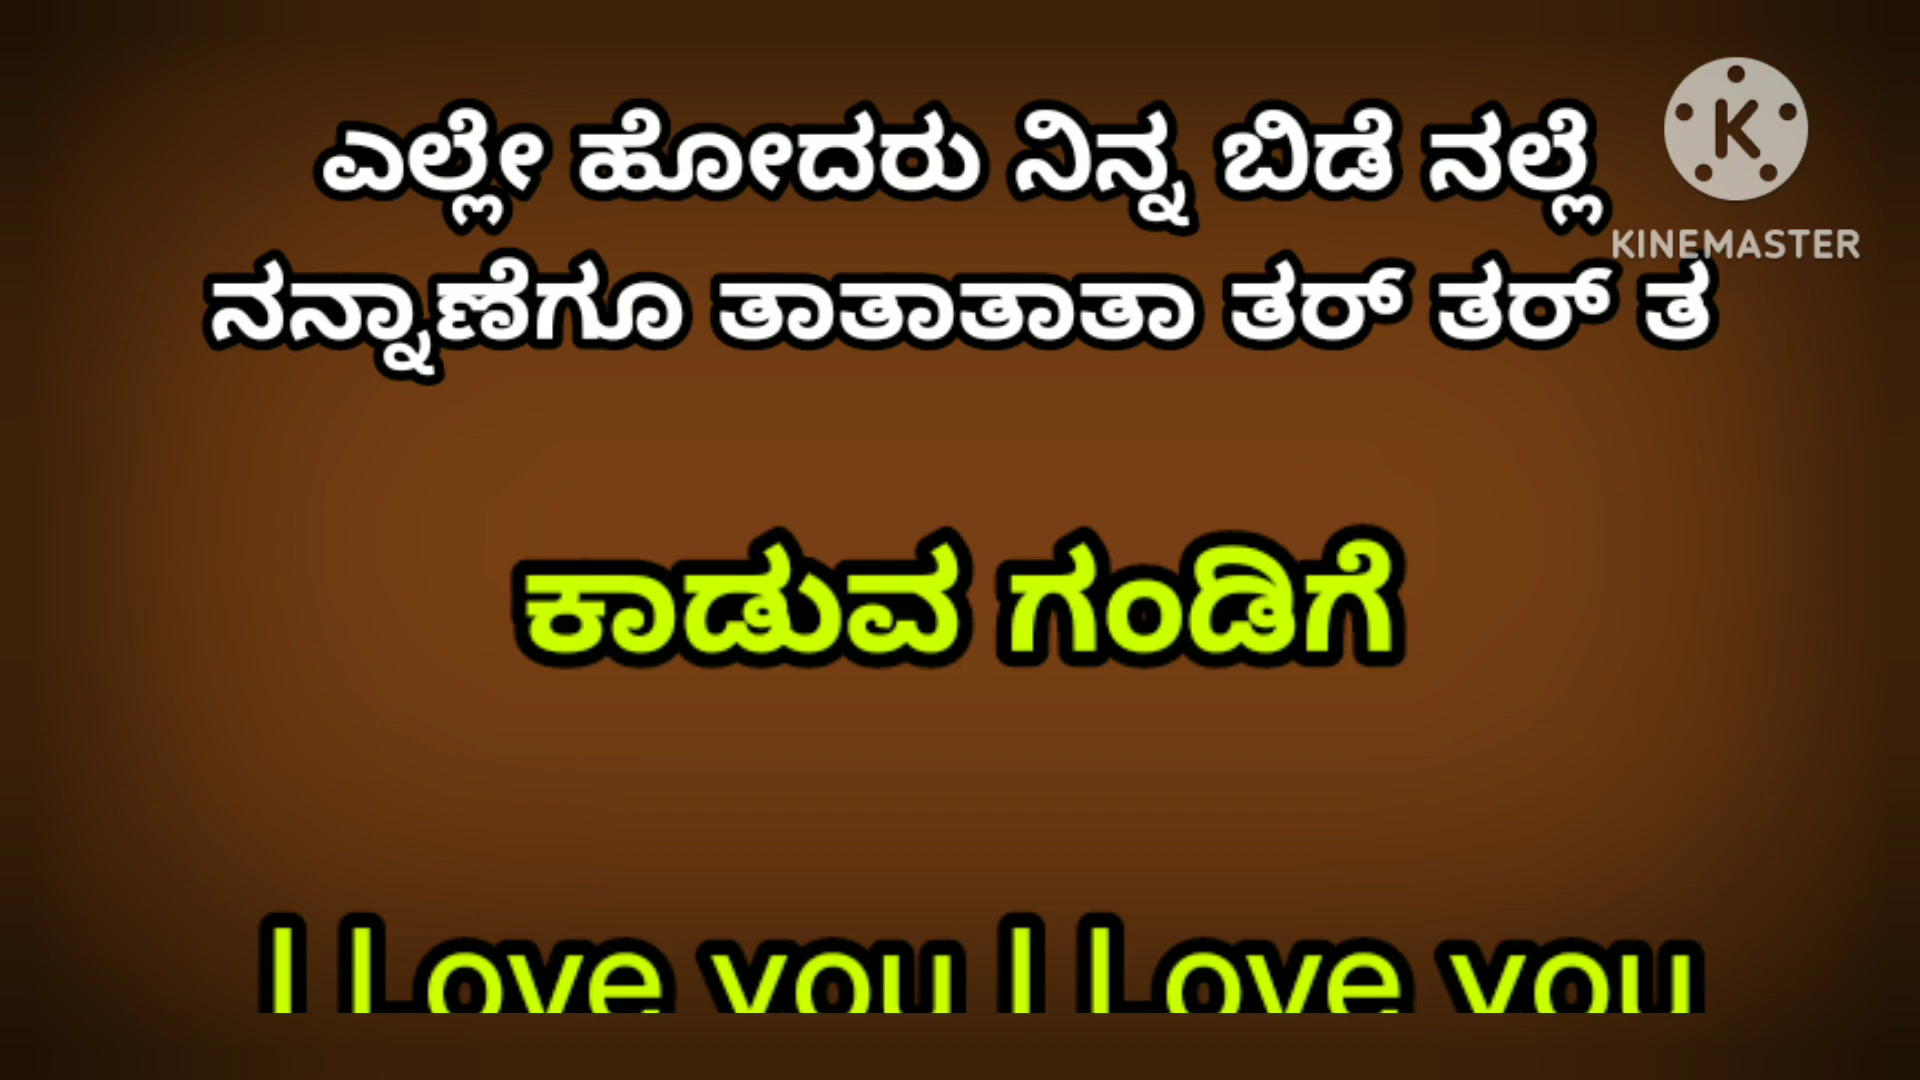 ಎಲ್ಲೇ ಹೋದರು ನಿನ್ನ ಬಿಡೆ ನಲ್ಲೆ
KINEMASTER
ನನ್ನಾಣೆಗೂ ತಾತಾತಾತಾ ತರ್ ತರ್ ತ
ಕಾಡುವ ಗಂಡಿಗೆ
I Love you I Love you